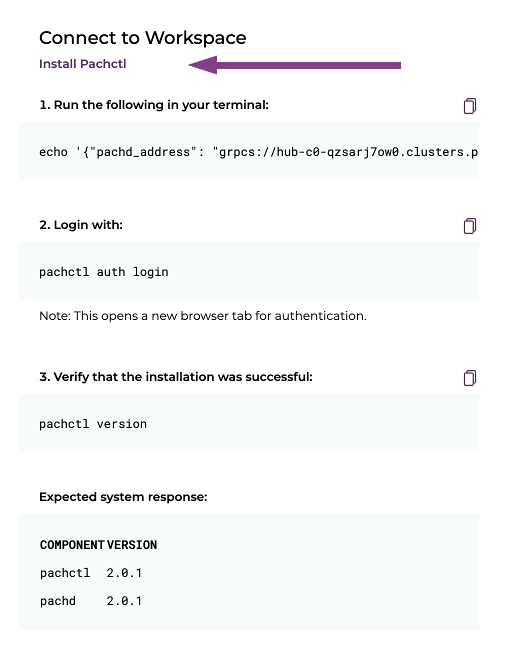 Connect to Workspace
Install Pachctl
1. Run the following in your terminal:
echo '{"pachd_address": "grpcs://hub-c0-qzsarj7ow0.clusters.p
2. Login with:
pachctl auth login
Note: This opens a new browser tab for authentication.
3. Verify that the installation was successful:
pachctl version
Expected system response:
COMPONENT VERSION
pachctl 2.0.1
pachd 2.0.1